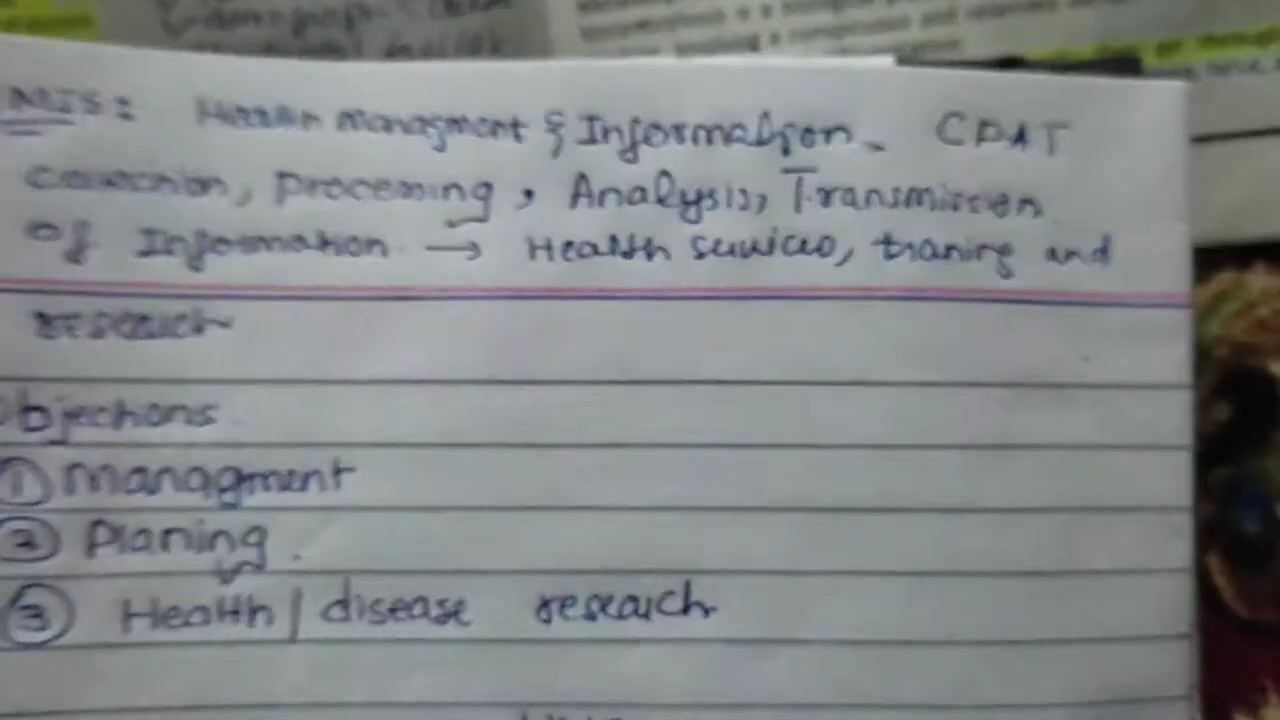 MIS:
Health managment & Information. CPAT
collection, processing, Analysis, Transmission
of Information → Health services, traning and
research
Objections
① Managment
② Planing.
③ Health / disease research